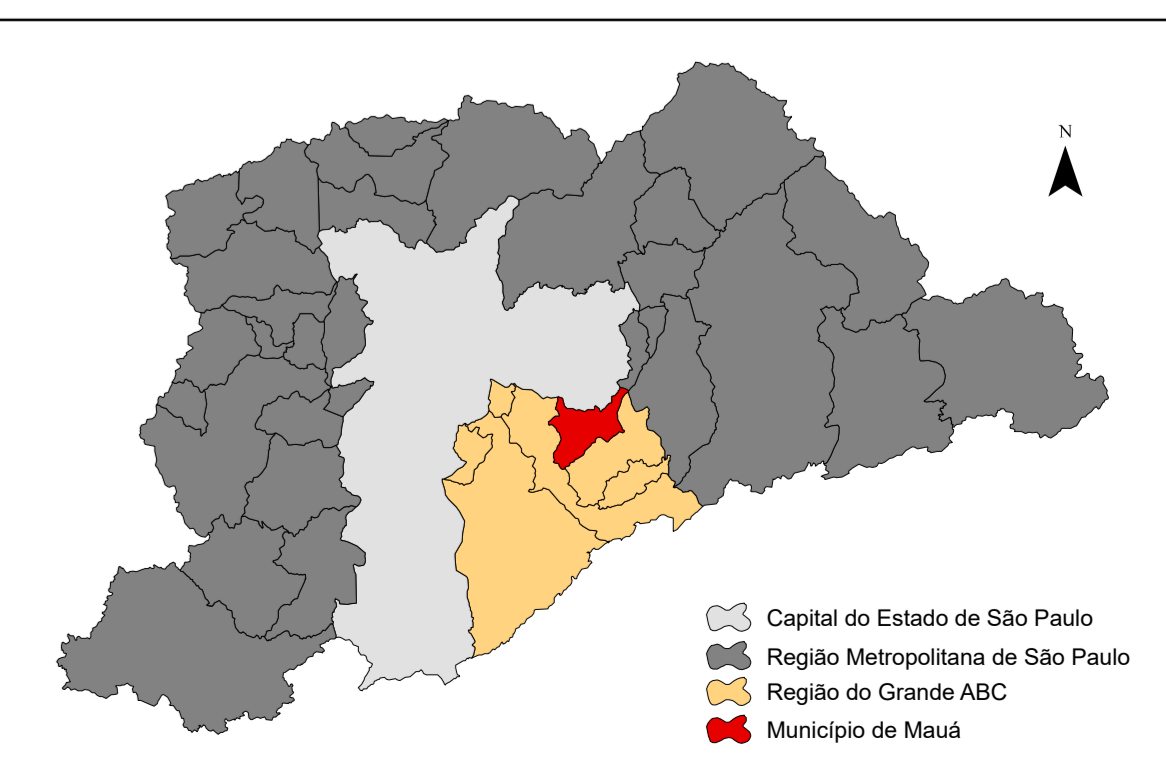 N
Capital do Estado de São Paulo
Região Metropolitana de São Paulo
Região do Grande ABC
Município de Mauá